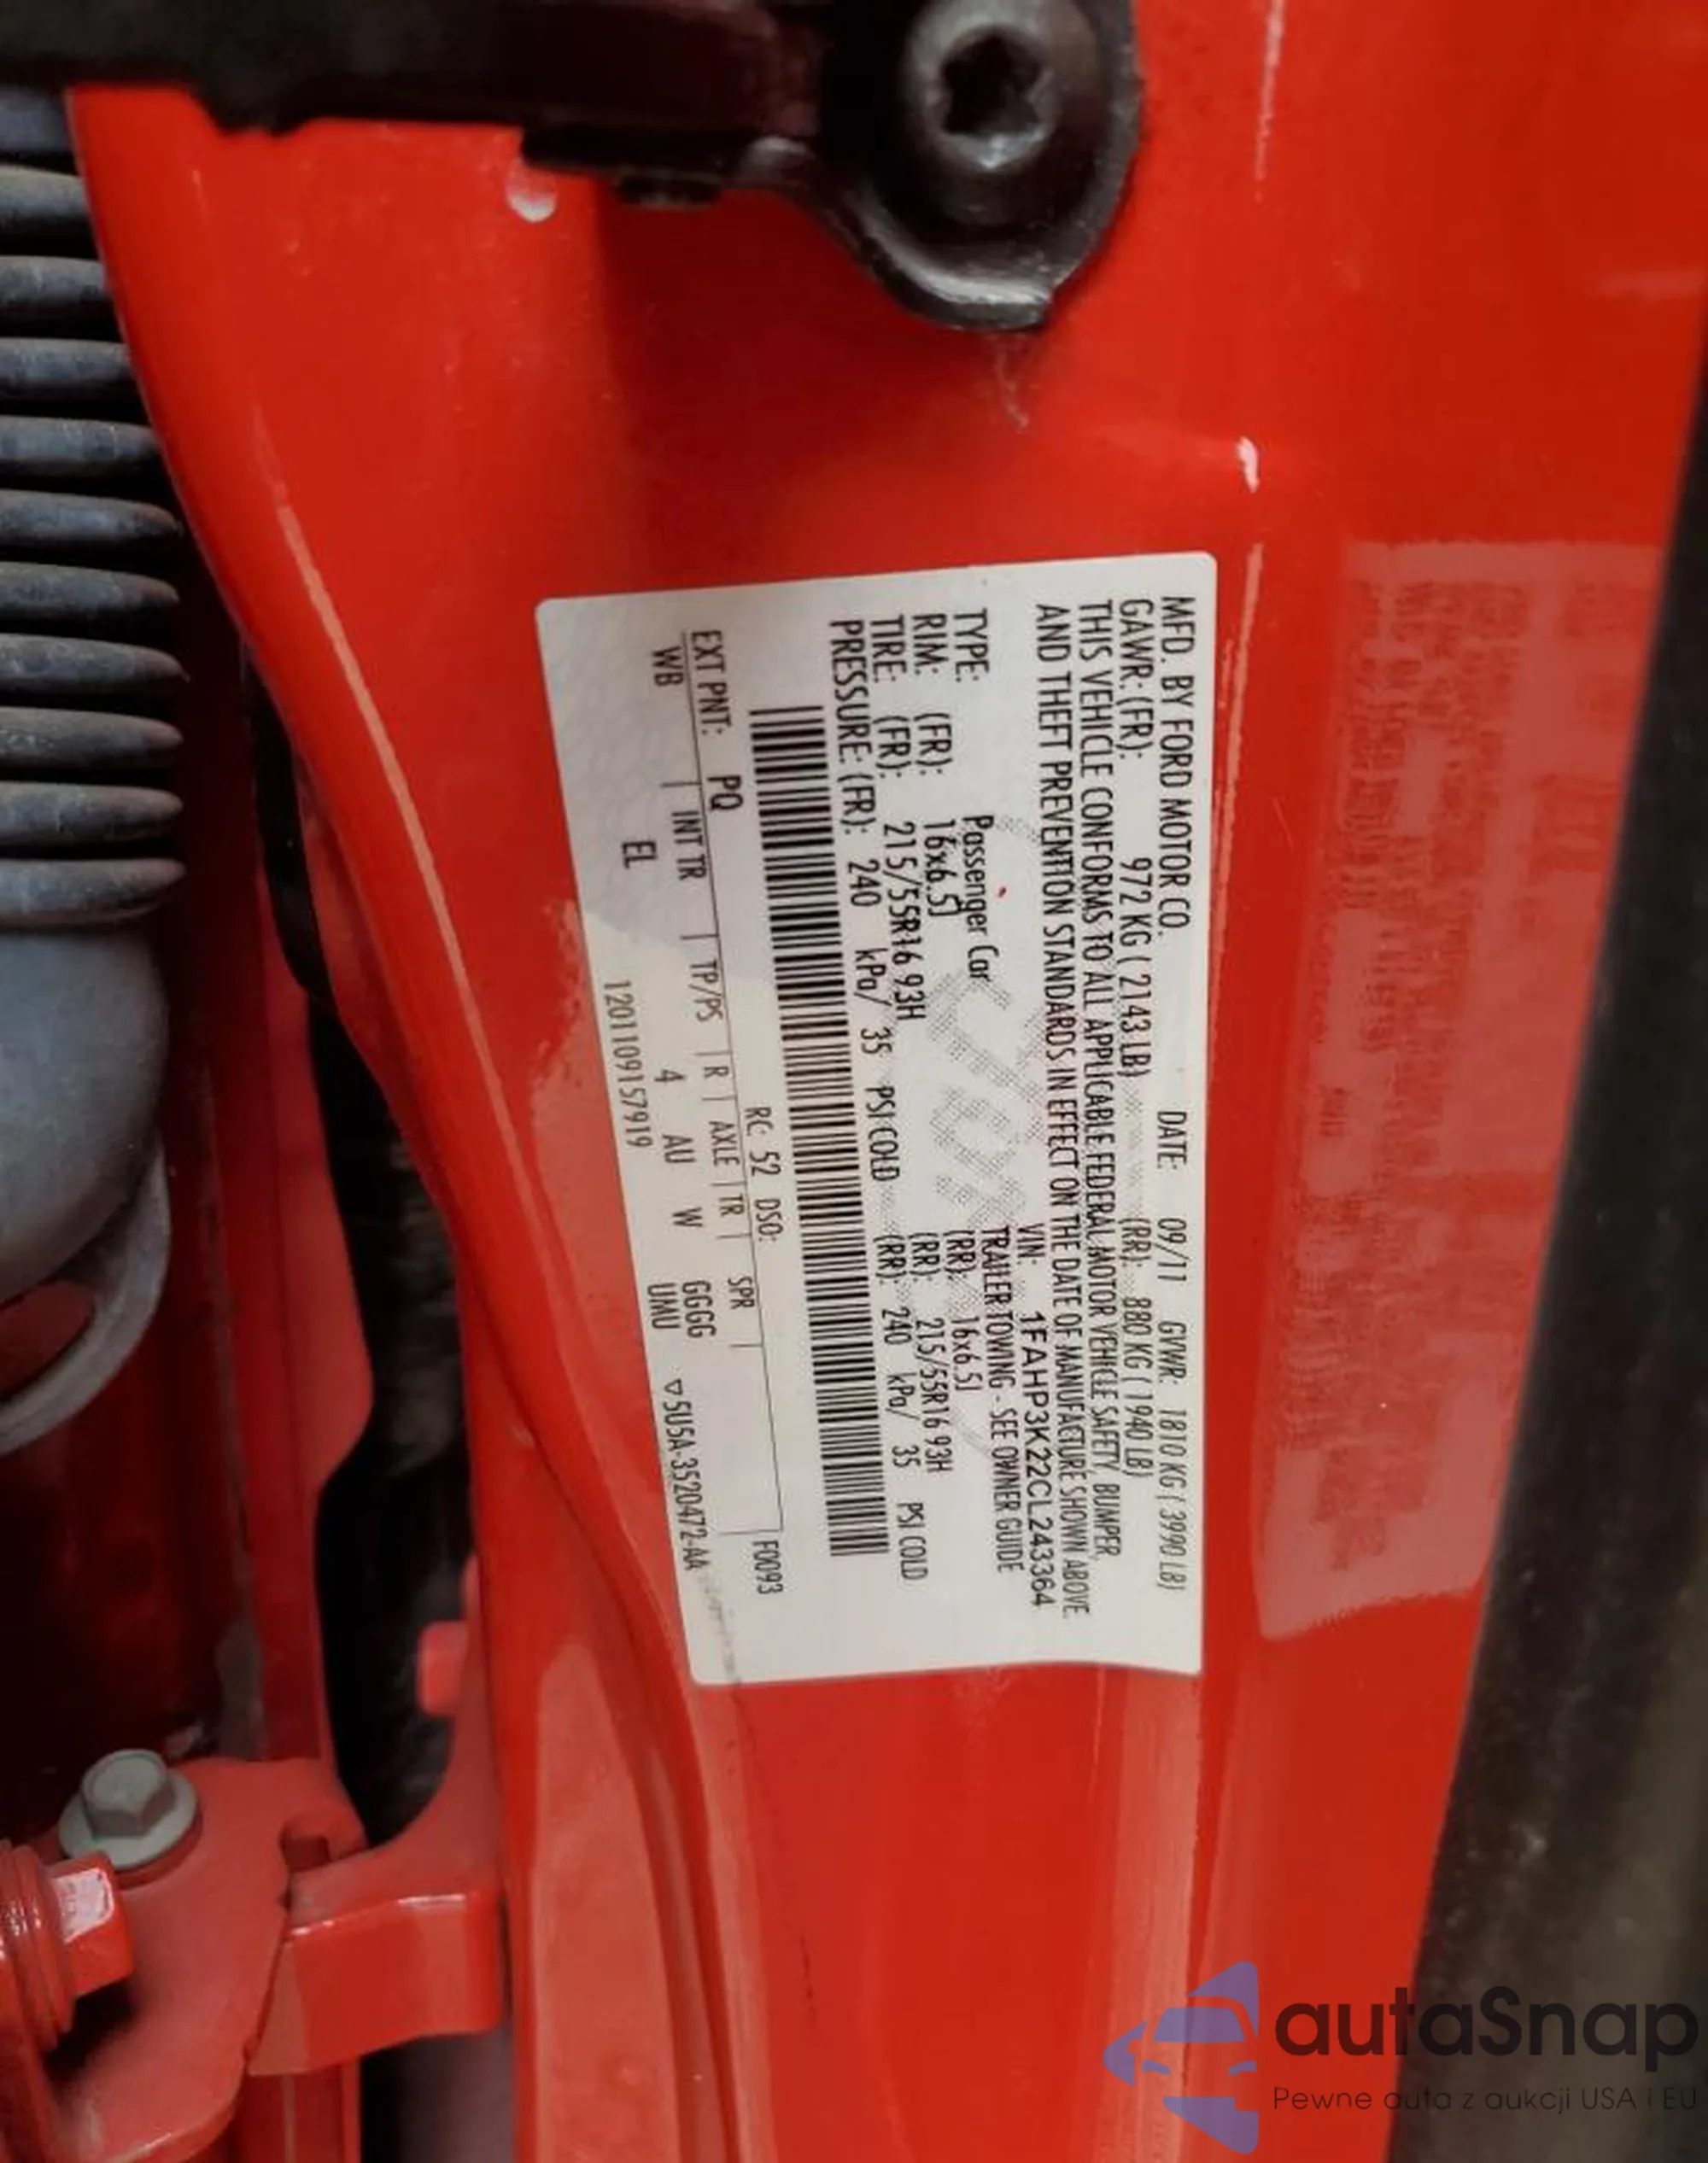 MFD. BY FORD MOTOR CO. DATE: 09/11 GVWR: 1810 KG ( 3990 LB)
GAWR: (FR): 972 KG ( 2143 LB) (RR): 880 KG ( 1940 LB)
THIS VEHICLE CONFORMS TO ALL APPLICABLE FEDERAL MOTOR VEHICLE SAFETY, BUMPER,
AND THEFT PREVENTION STANDARDS IN EFFECT ON THE DATE OF MANUFACTURE SHOWN ABOVE.
VIN: 1FAHP3K22CL243364
TYPE: Passenger Car TRAILER TOWING - SEE OWNER GUIDE
RIM: (FR): 16x6.5J (RR): 16x6.5J
TIRE: (FR): 215/55R16 93H (RR): 215/55R16 93H
PRESSURE: (FR): 240 kPa/ 35 PSI COLD (RR): 240 kPa/ 35 PSI COLD
F0093
EXT PNT: PQ RC: 52 DSO:
WB INT TR TP/PS R AXLE TR SPR
EL 4 AU W GGGG
UMU
1201109157919 ▽5U5A-3520472-AA
autaSnap
Pewne auta z aukcji USA i EU